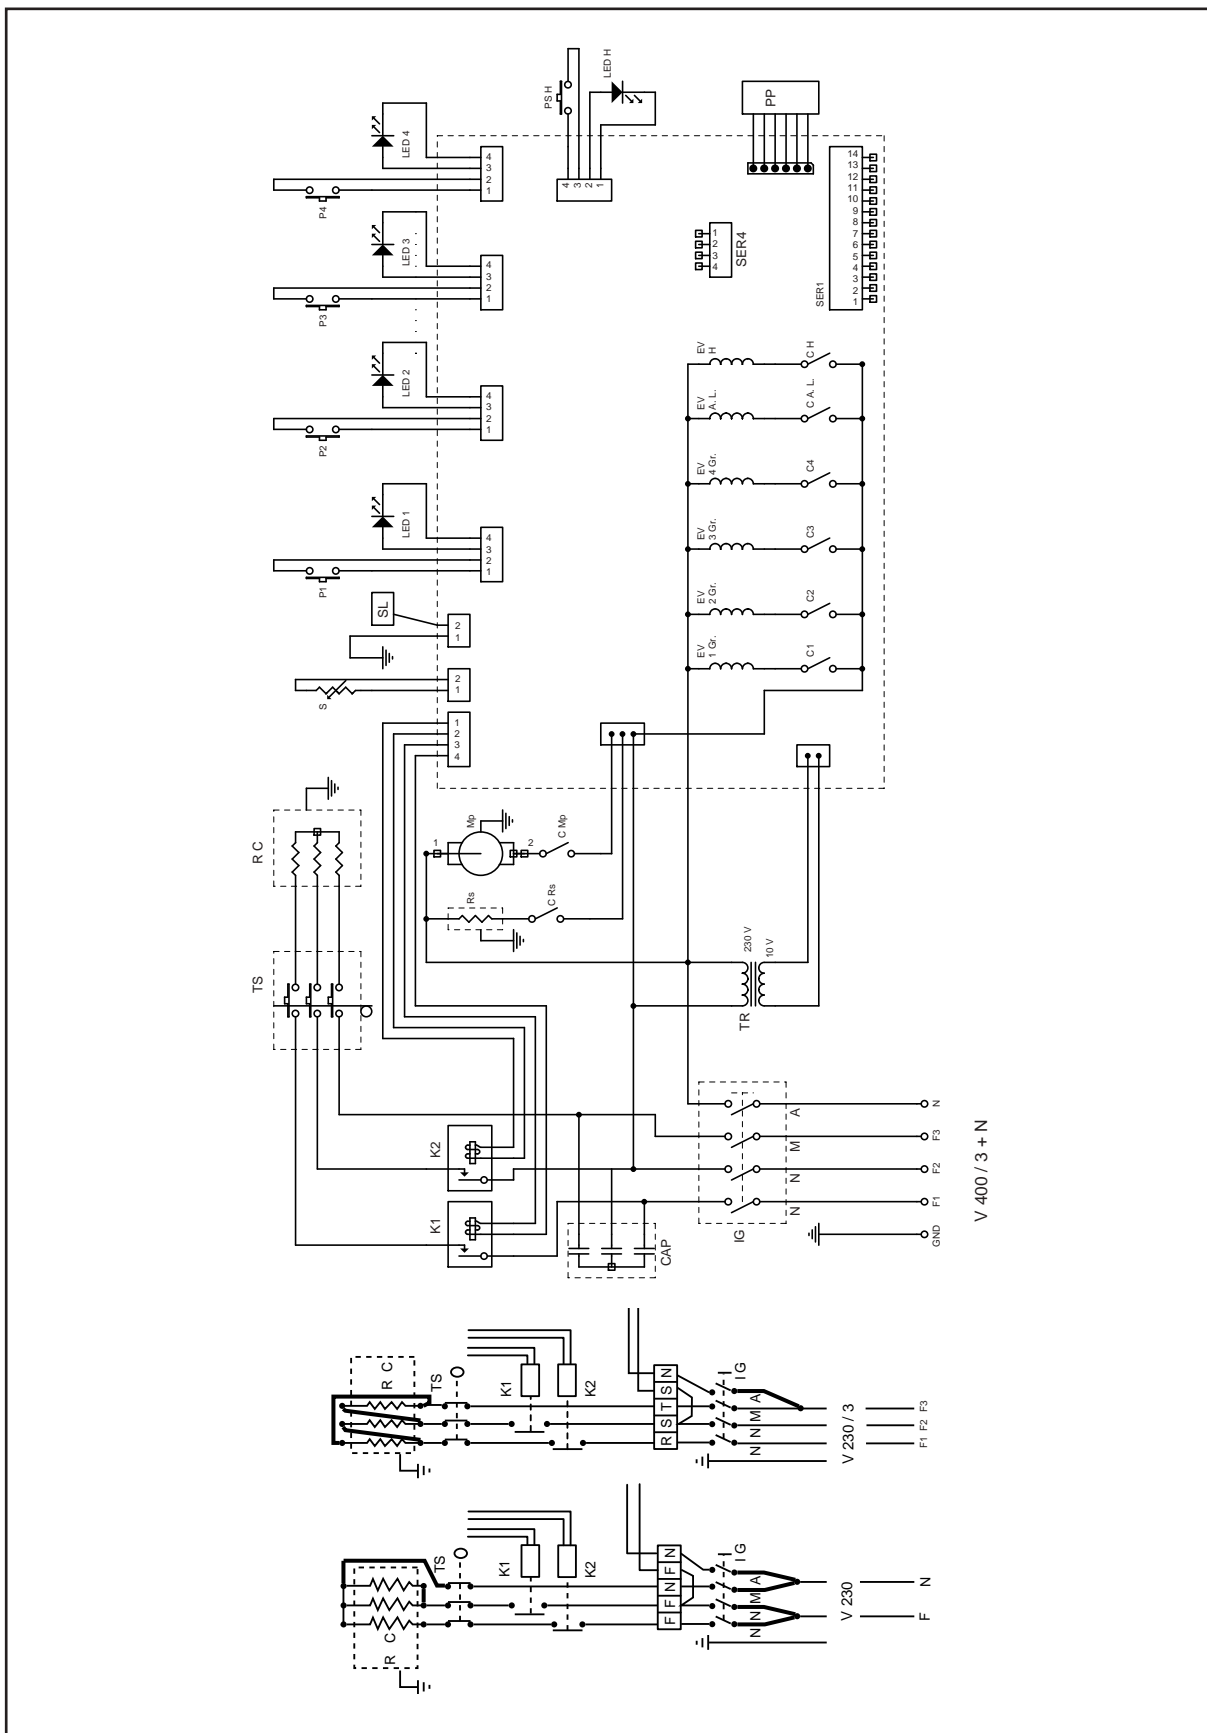 LED H
PS H
4
3
2
1
PP
LED 4
P4
4
3
2
1
LED 3
P3
4
3
2
1
LED 2
P2
4
3
2
1
LED 1
P1
4
3
2
1
SER4
1
2
3
4
SER1
14
13
12
11
10
9
8
7
6
5
4
3
2
1
SL
2
1
S
2
1
1
2
3
4
EV
H
C H
EV
A. L.
C A. L.
EV
4 Gr.
C4
EV
3 Gr.
C3
EV
2 Gr.
C2
EV
1 Gr.
C1
R C
TS
Mp
1
2
C Mp
Rs
C Rs
230 V
10 V
TR
K2
K1
CAP
IG
A
M
N
N
N
F3
F2
F1
GND
V 400 / 3 + N
R C
TS
K1
K2
R S T S N
I G
N N M A
V 230 / 3
F1 F2 F3
R C
TS
K1
K2
F F N F N
I G
N N M A
V 230
F N